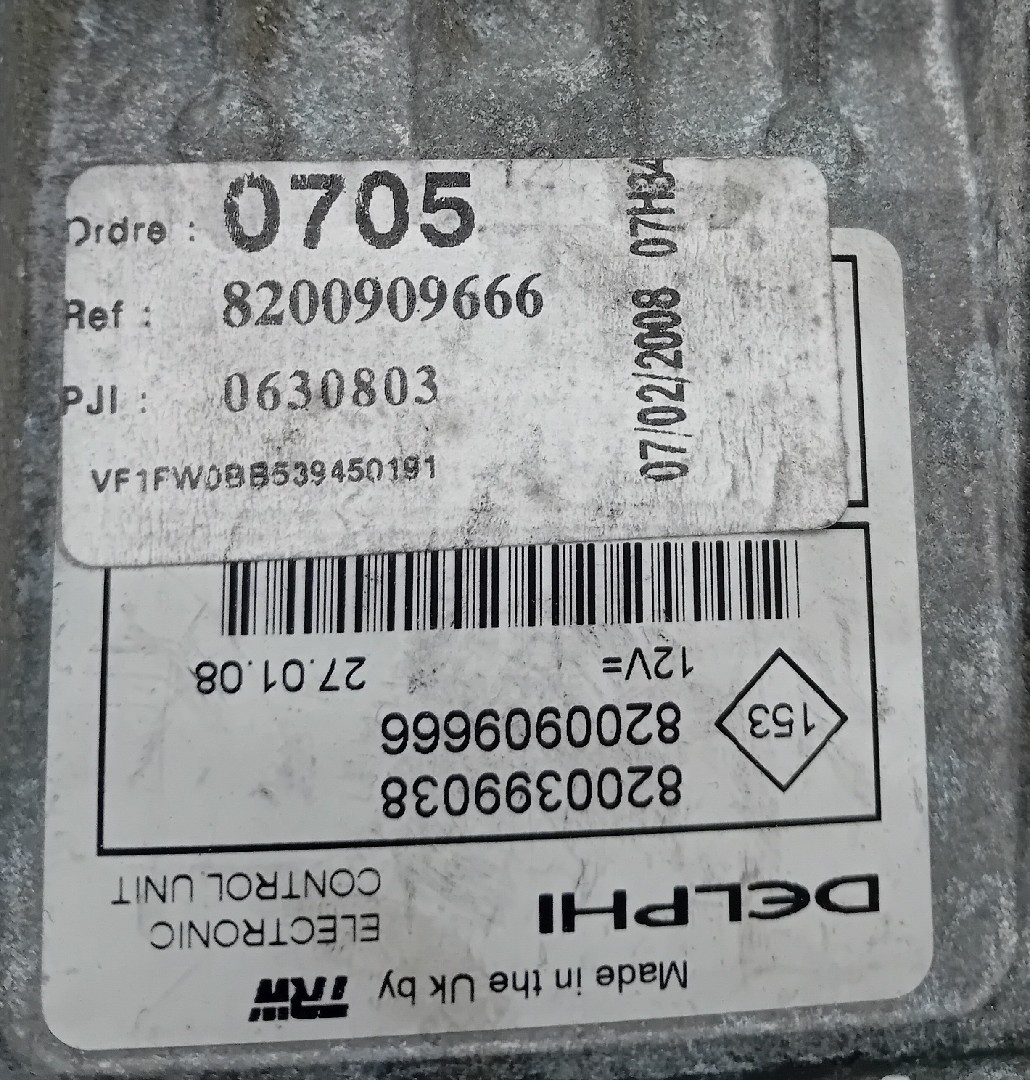 Ordre : 0705
Ref : 8200909666
PJI : 0630803
VF1FW0BB539450191
07/02/2008 07H34
Made in the Uk by TRW
DELPHI
ELECTRONIC
CONTROL UNIT
8200399038
8200909666
153
12V=
27.01.08